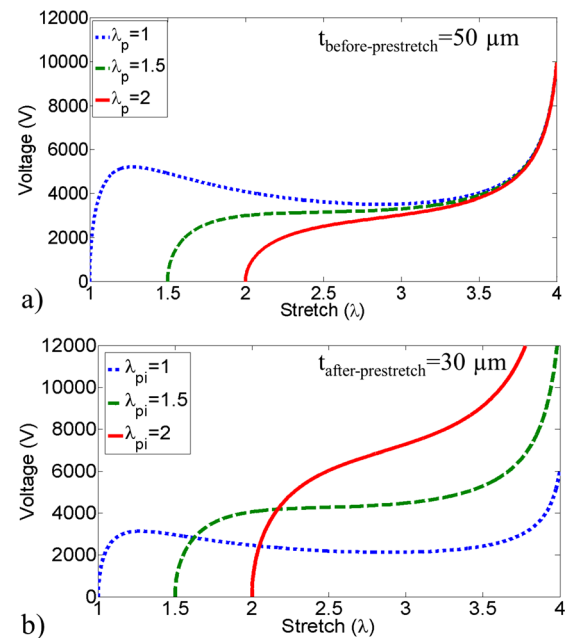 12000
10000
8000
6000
4000
2000
0
Voltage (V)
λp=1
λp=1.5
λp=2
tbefore-prestretch=50 µm
1
1.5
2
2.5
3
3.5
4
Stretch (λ)
a)
12000
10000
8000
6000
4000
2000
0
Voltage (V)
λpi=1
λpi=1.5
λpi=2
tafter-prestretch=30 µm
1
1.5
2
2.5
3
3.5
4
Stretch (λ)
b)